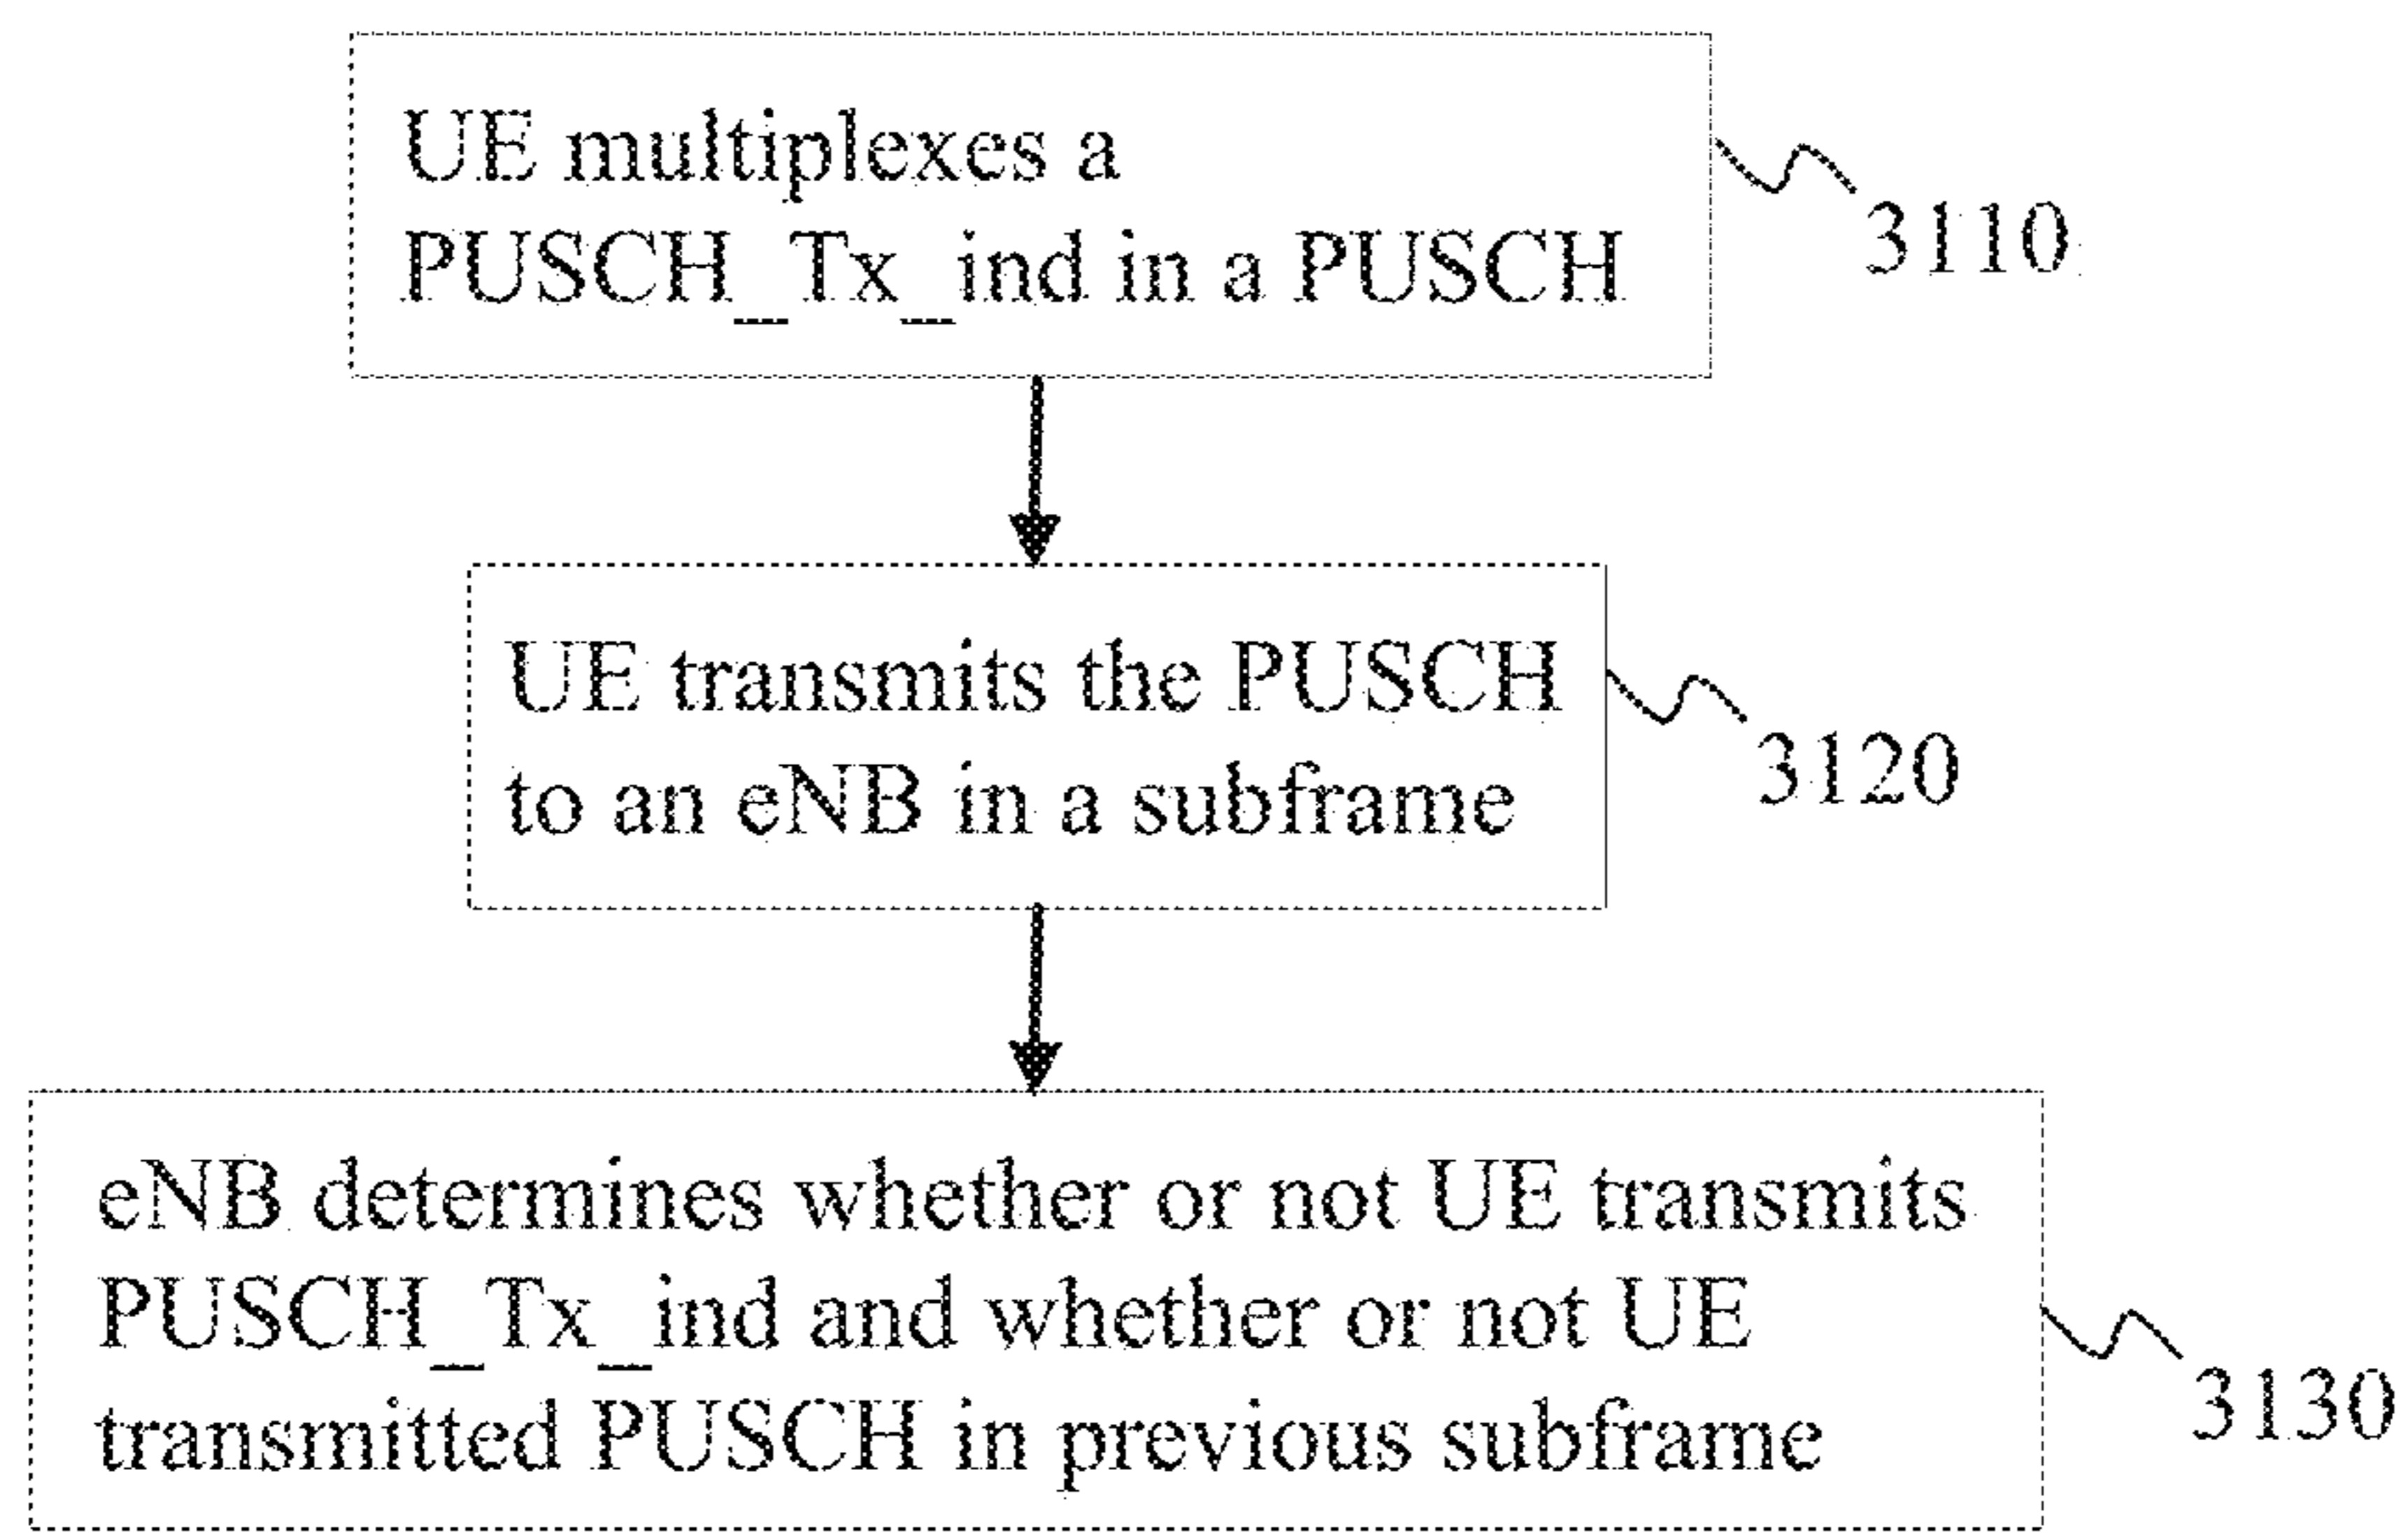 UE multiplexes a
PUSCH_Tx_ind in a PUSCH
3110
UE transmits the PUSCH
to an eNB in a subframe
3120
eNB determines whether or not UE transmits
PUSCH_Tx_ind and whether or not UE
transmitted PUSCH in previous subframe
3130